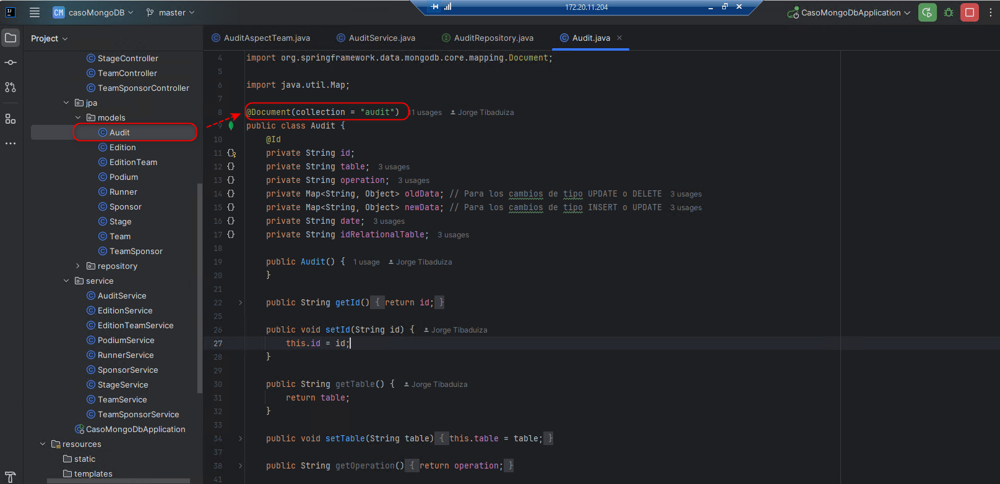 CM casoMongoDB master 172.20.11.204 CasoMongoDbApplication
Project
AuditAspectTeam.java AuditService.java AuditRepository.java Audit.java
StageController
TeamController
TeamSponsorController
jpa
models
Audit
Edition
EditionTeam
Podium
Runner
Sponsor
Stage
Team
TeamSponsor
repository
service
AuditService
EditionService
EditionTeamService
PodiumService
RunnerService
SponsorService
StageService
TeamService
TeamSponsorService
CasoMongoDbApplication
resources
static
templates
4 import org.springframework.data.mongodb.core.mapping.Document;
5
6 import java.util.Map;
7
8 @Document(collection = "audit") 11 usages Jorge Tibaduiza
9 public class Audit {
10 @Id
11 private String id;
12 private String table; 3 usages
13 private String operation; 3 usages
14 private Map<String, Object> oldData; // Para los cambios de tipo UPDATE o DELETE 3 usages
15 private Map<String, Object> newData; // Para los cambios de tipo INSERT o UPDATE 3 usages
16 private String date; 3 usages
17 private String idRelationalTable; 3 usages
18
19 public Audit() { 1 usage Jorge Tibaduiza
20 }
21
22 public String getId() { return id; }
25
26 public void setId(String id) { Jorge Tibaduiza
27 this.id = id;
28 }
29
30 public String getTable() { Jorge Tibaduiza
31 return table;
32 }
33
34 public void setTable(String table) { this.table = table; }
37
38 public String getOperation() { return operation; }
41